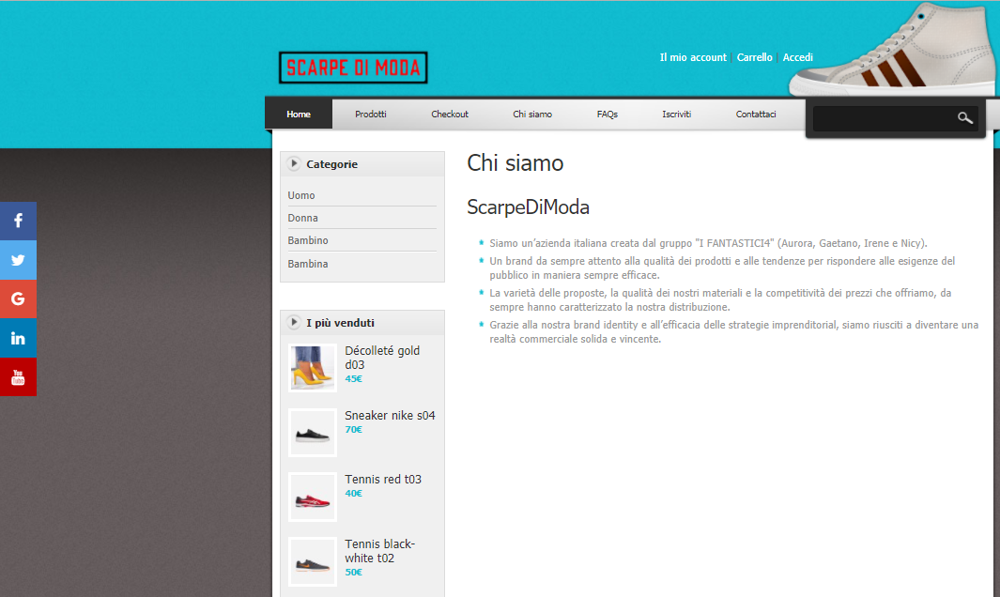 SCARPE DI MODA
Il mio account | Carrello | Accedi
Home Prodotti Checkout Chi siamo FAQs Iscriviti Contattaci
Categorie
Uomo
Donna
Bambino
Bambina
I più venduti
Décolleté gold
d03
45€
Sneaker nike s04
70€
Tennis red t03
40€
Tennis black-
white t02
50€
Chi siamo
ScarpeDiModa
Siamo un'azienda italiana creata dal gruppo "I FANTASTICI4" (Aurora, Gaetano, Irene e Nicy).
Un brand da sempre attento alla qualità dei prodotti e alle tendenze per rispondere alle esigenze del
pubblico in maniera sempre efficace.
La varietà delle proposte, la qualità dei nostri materiali e la competitività dei prezzi che offriamo, da
sempre hanno caratterizzato la nostra distribuzione.
Grazie alla nostra brand identity e all'efficacia delle strategie imprenditorial, siamo riusciti a diventare una
realtà commerciale solida e vincente.
f
G
in
You
Tube